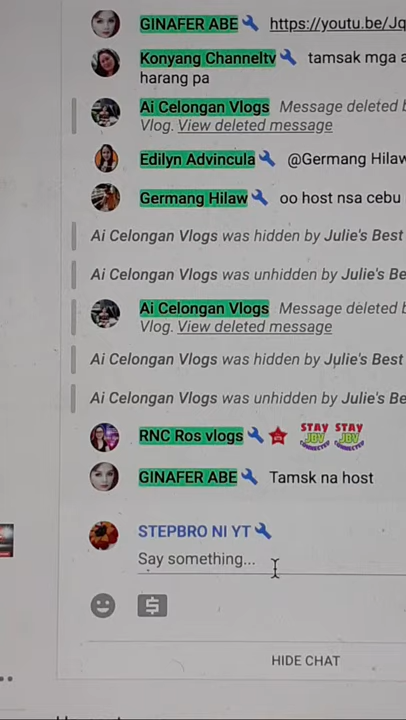 GINAFER ABE https://youtu.be/Jq
Konyang Channeltv tamsak mga a
harang pa
Ai Celongan Vlogs Message deleted b
Vlog. View deleted message
Edilyn Advincula @Germang Hilaw
Germang Hilaw oo host nsa cebu
Ai Celongan Vlogs was hidden by Julie's Best
Ai Celongan Vlogs was unhidden by Julie's Be
Ai Celongan Vlogs Message deleted b
Vlog. View deleted message
Ai Celongan Vlogs was hidden by Julie's Best
Ai Celongan Vlogs was unhidden by Julie's Be
RNC Ros vlogs STAY JOY CONNECTED STAY JOY CONNECTED
GINAFER ABE Tamsk na host
STEPBRO NI YT
Say something...
HIDE CHAT